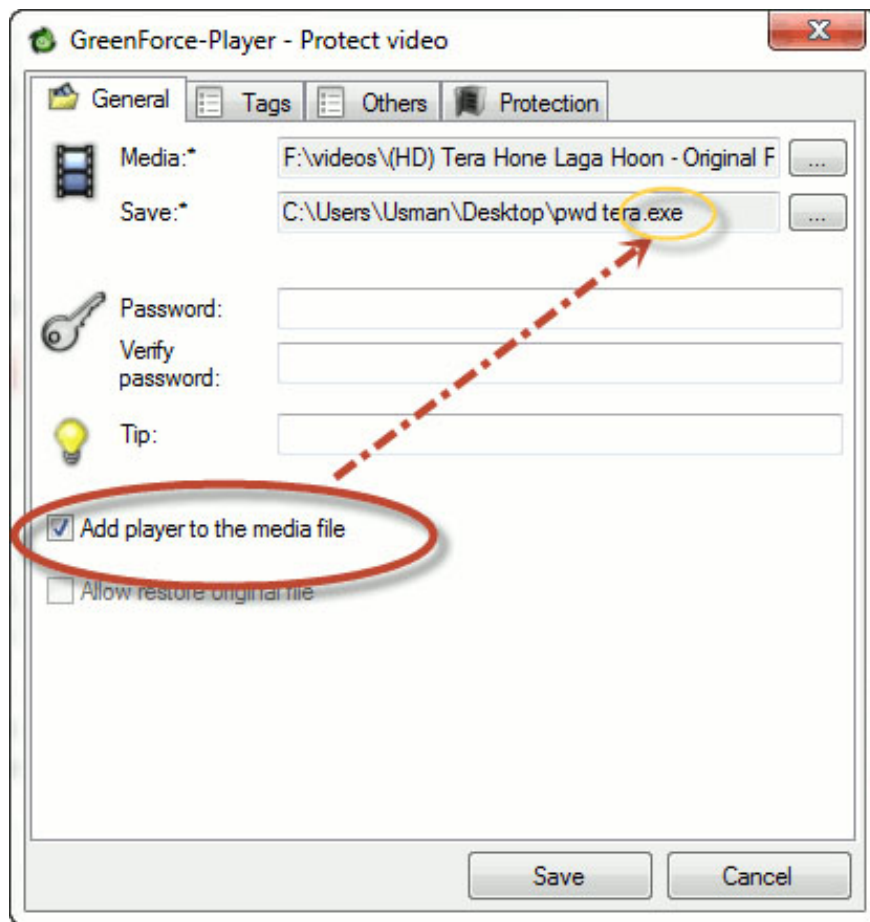 GreenForce-Player - Protect video
General Tags Others Protection
Media:* F:\videos\(HD) Tera Hone Laga Hoon - Original F ...
Save:* C:\Users\Usman\Desktop\pwd tera.exe ...
Password:
Verify
password:
Tip:
Add player to the media file
Allow restore original file
Save Cancel